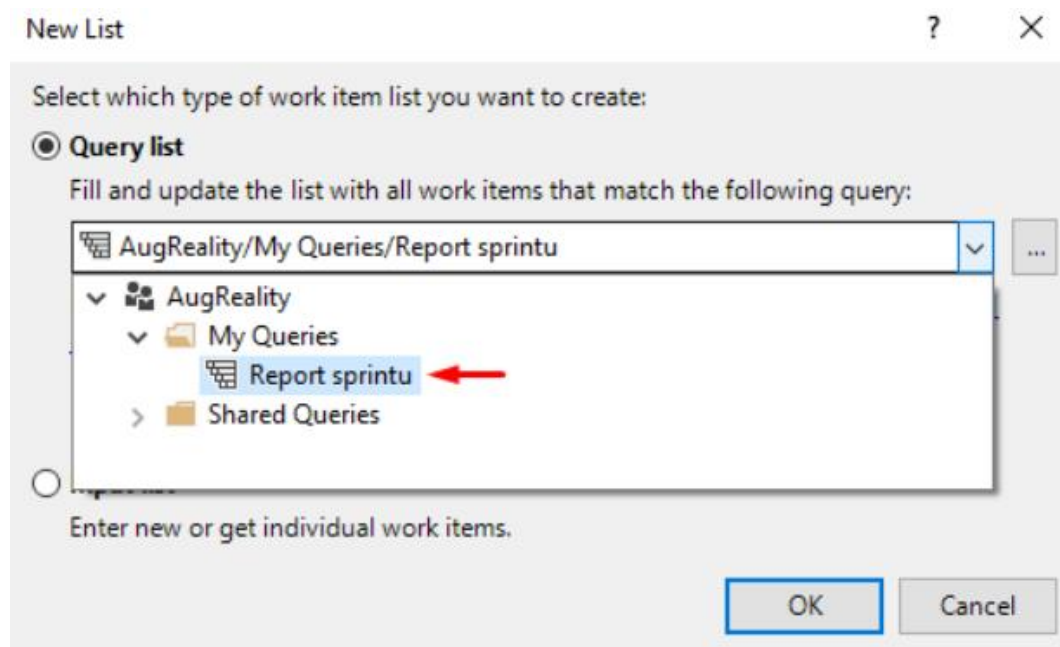 New List ?
Select which type of work item list you want to create:
Query list
Fill and update the list with all work items that match the following query:
AugReality/My Queries/Report sprintu ...
AugReality
My Queries
Report sprintu
Shared Queries
Enter new or get individual work items.
OK Cancel